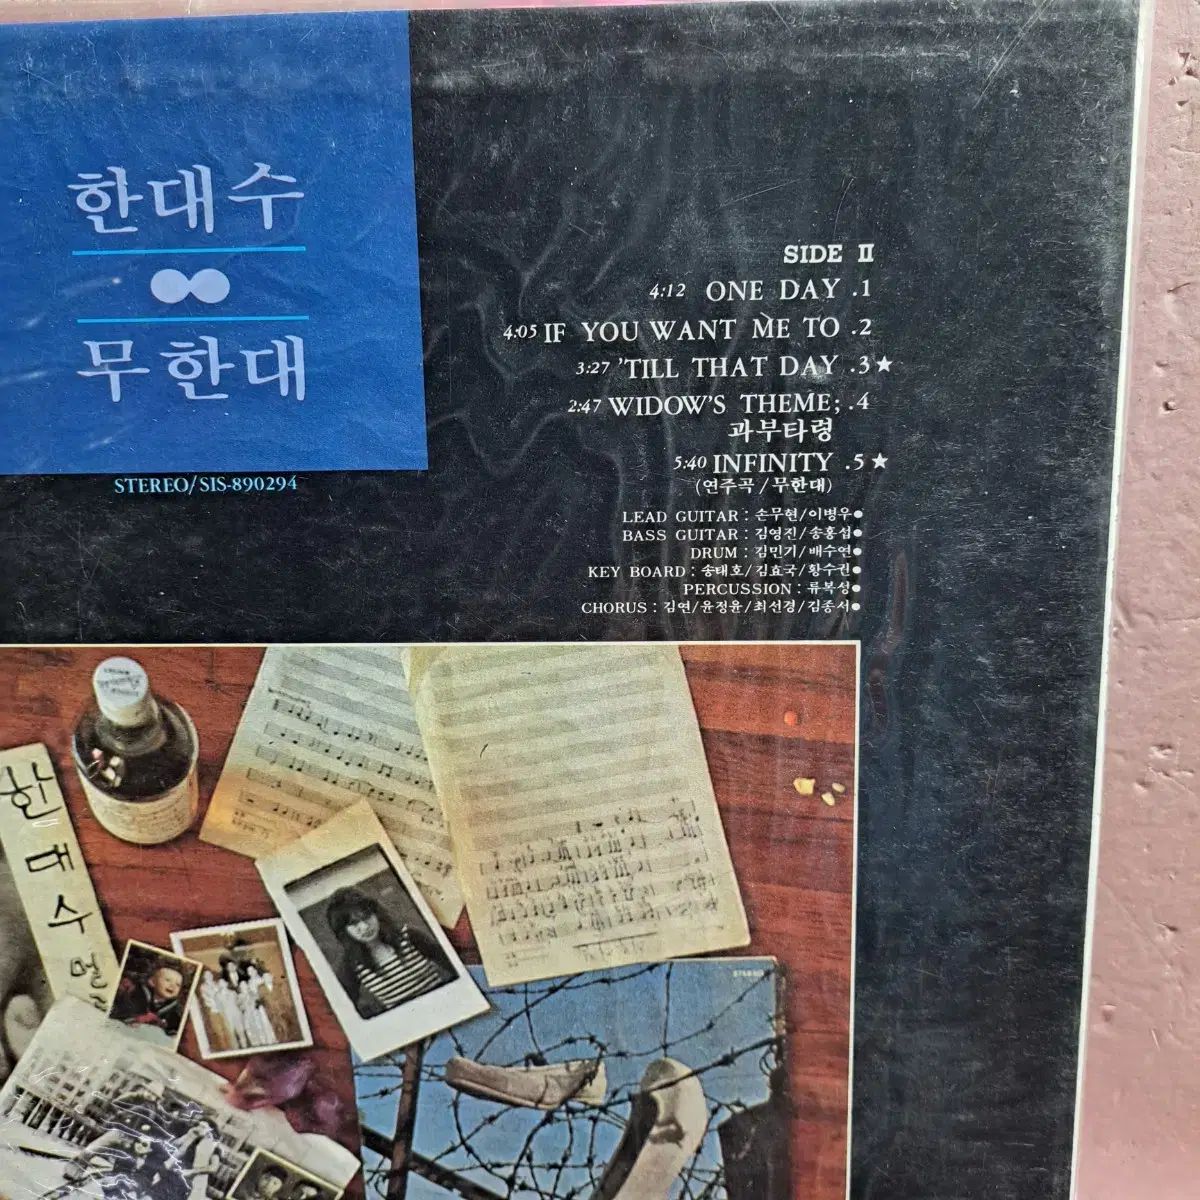 한대수
무한대
STEREO/SIS-890294
SIDE II
4:12 ONE DAY .1
4:05 IF YOU WANT ME TO .2
3:27 'TILL THAT DAY .3★
2:47 WIDOW'S THEME; .4
과부타령
5:40 INFINITY .5★
(연주곡/무한대)
LEAD GUITAR : 손무현/이병우●
BASS GUITAR : 김영진/송홍섭●
DRUM : 김민기/배수연●
KEY BOARD : 송태호/김효국/황수권●
PERCUSSION : 류복성●
CHORUS : 김연/윤정윤/최선경/김종서●
한
대
수
멀